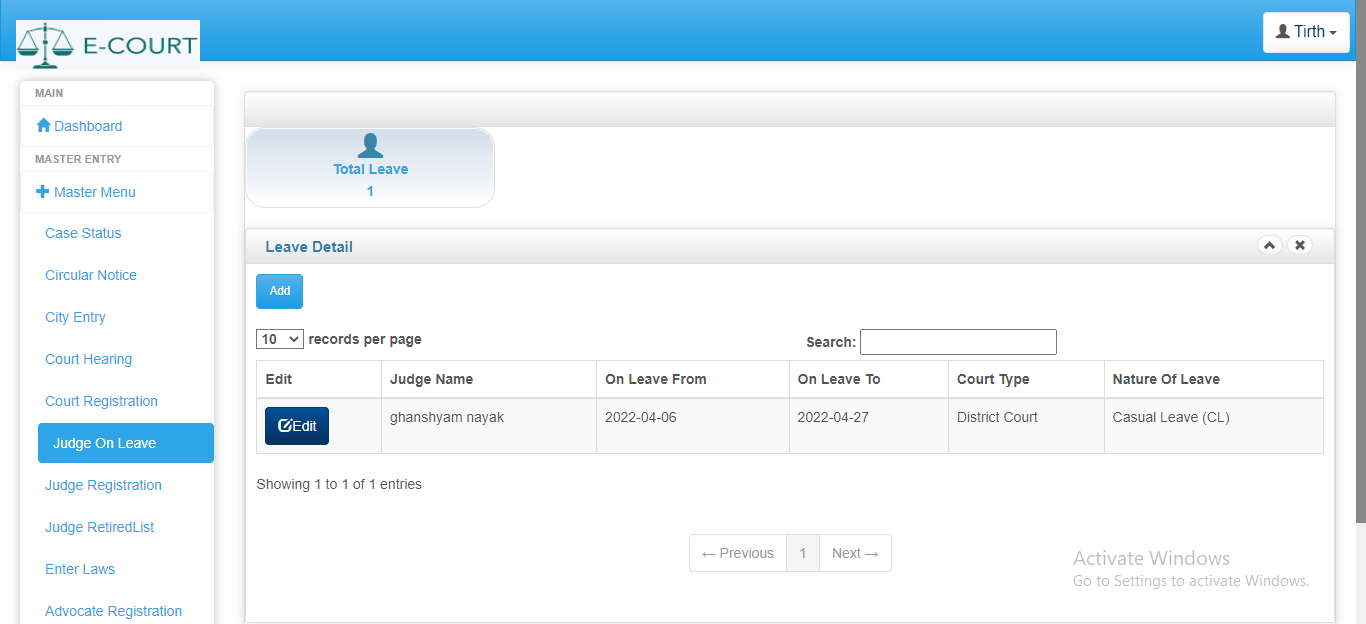 E-COURT
Tirth
MAIN
Dashboard
MASTER ENTRY
Master Menu
Case Status
Circular Notice
City Entry
Court Hearing
Court Registration
Judge On Leave
Judge Registration
Judge RetiredList
Enter Laws
Advocate Registration
Total Leave
1
Leave Detail
Add
10 records per page
Search:
Edit Judge Name On Leave From On Leave To Court Type Nature Of Leave
Edit ghanshyam nayak 2022-04-06 2022-04-27 District Court Casual Leave (CL)
Showing 1 to 1 of 1 entries
← Previous 1 Next →
Activate Windows
Go to Settings to activate Windows.